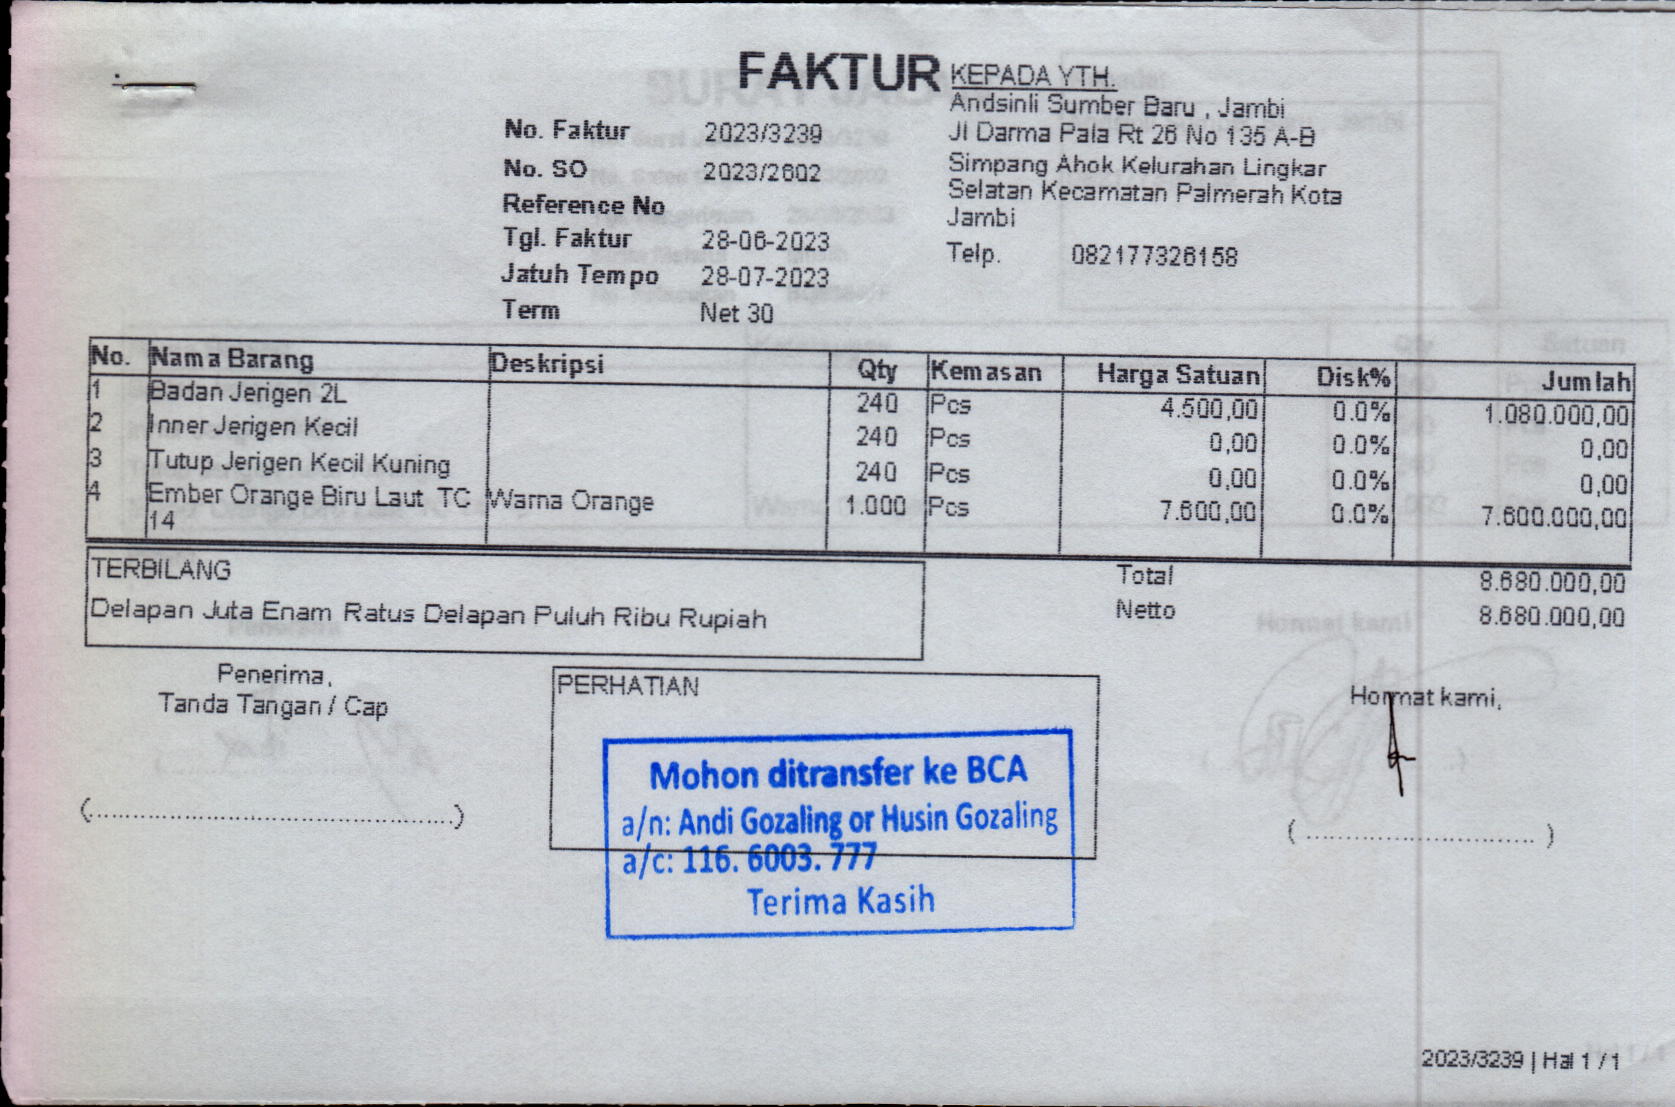 FAKTUR
No. Faktur 2023/3239
No. SO 2023/2602
Reference No
Tgl. Faktur 28-06-2023
Jatuh Tempo 28-07-2023
Term Net 30
KEPADA YTH.
Andsinli Sumber Baru , Jambi
Jl Darma Pala Rt 26 No 135 A-B
Simpang Ahok Kelurahan Lingkar
Selatan Kecamatan Palmerah Kota
Jambi
Telp. 082177326158
No. Nama Barang Deskripsi Qty Kemasan Harga Satuan Disk% Jumlah
1 Badan Jerigen 2L 240 Pcs 4.500,00 0.0% 1.080.000,00
2 Inner Jerigen Kecil 240 Pcs 0,00 0.0% 0,00
3 Tutup Jerigen Kecil Kuning 240 Pcs 0,00 0.0% 0,00
4 Ember Orange Biru Laut TC Warna Orange 1.000 Pcs 7.600,00 0.0% 7.600.000,00
14
TERBILANG
Delapan Juta Enam Ratus Delapan Puluh Ribu Rupiah
Total 8.680.000,00
Netto 8.680.000,00
Penerima,
Tanda Tangan / Cap
(..............................................)
PERHATIAN
Mohon ditransfer ke BCA
a/n: Andi Gozaling or Husin Gozaling
a/c: 116. 6003. 777
Terima Kasih
Hormat kami,
( ............................. )
2023/3239 | Hal 1 / 1